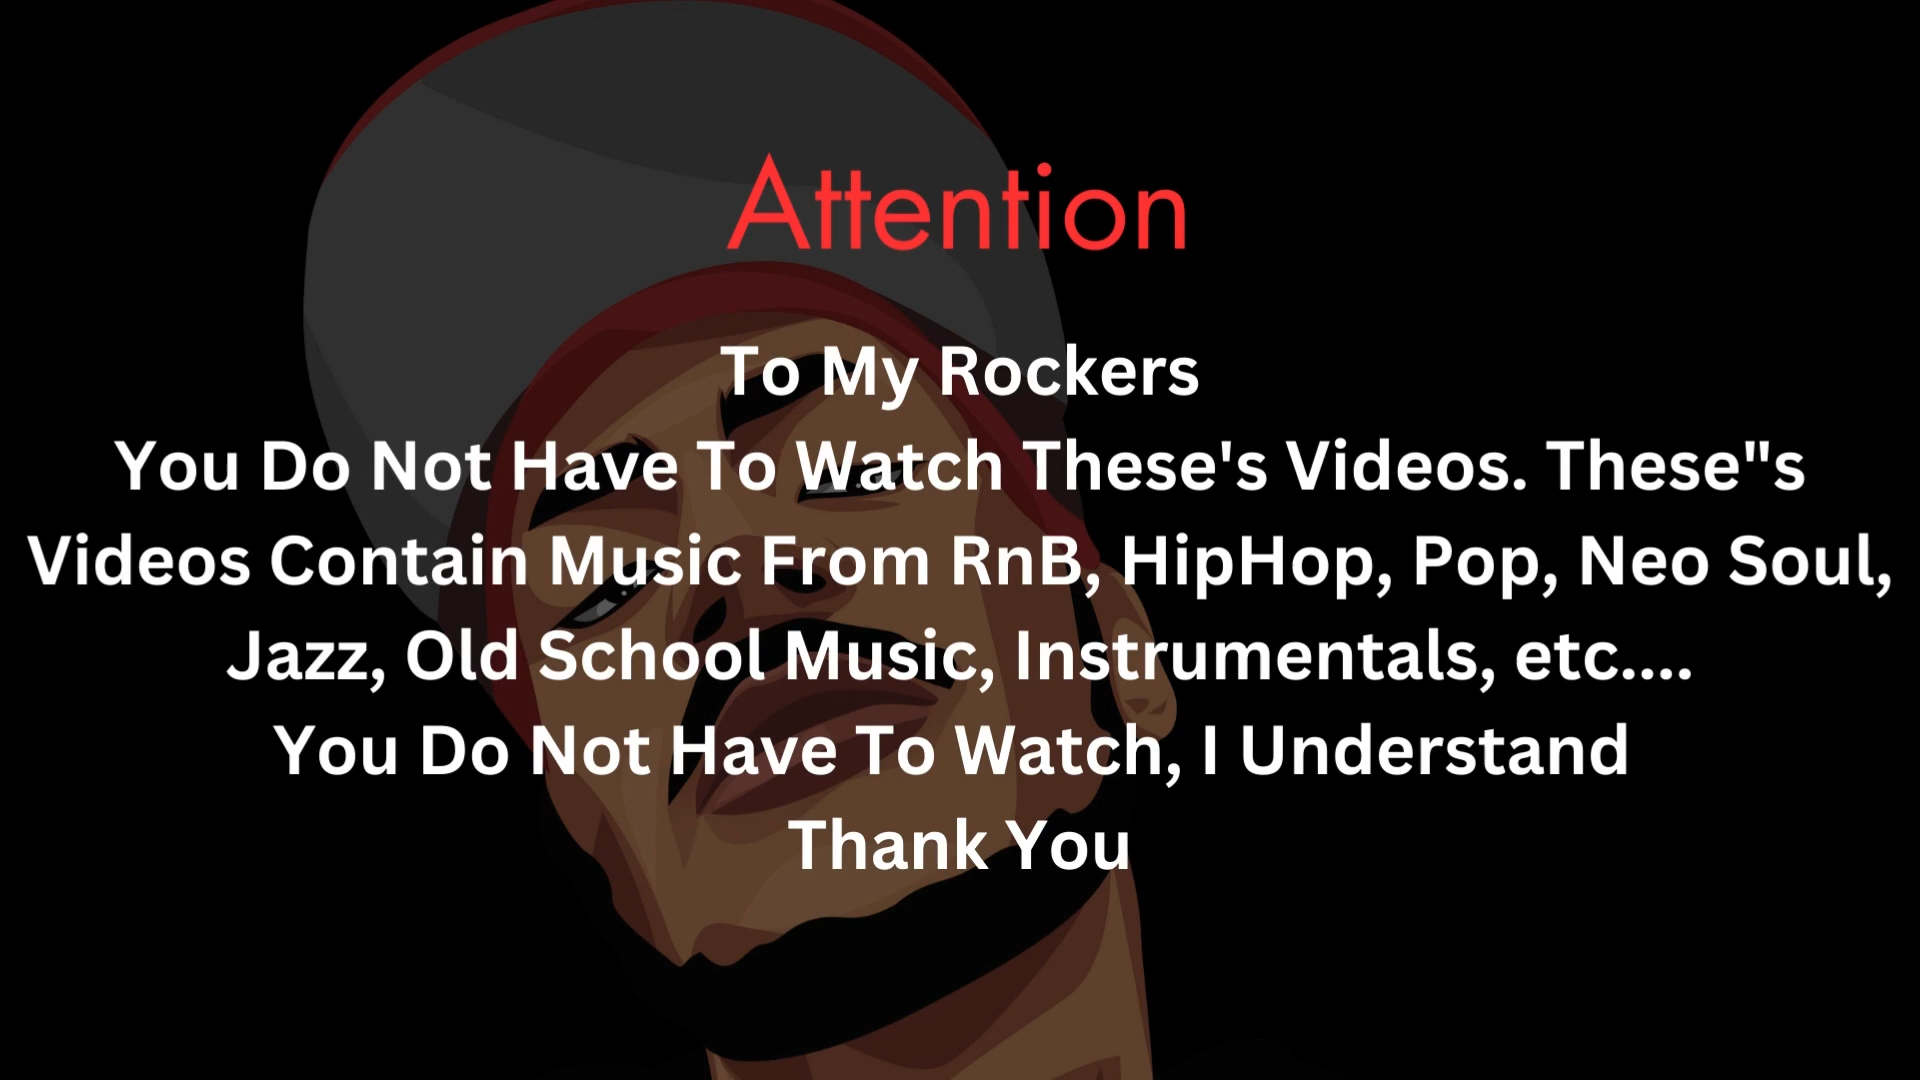 Attention
To My Rockers
You Do Not Have To Watch These's Videos. These"s
Videos Contain Music From RnB, HipHop, Pop, Neo Soul,
Jazz, Old School Music, Instrumentals, etc....
You Do Not Have To Watch, I Understand
Thank You